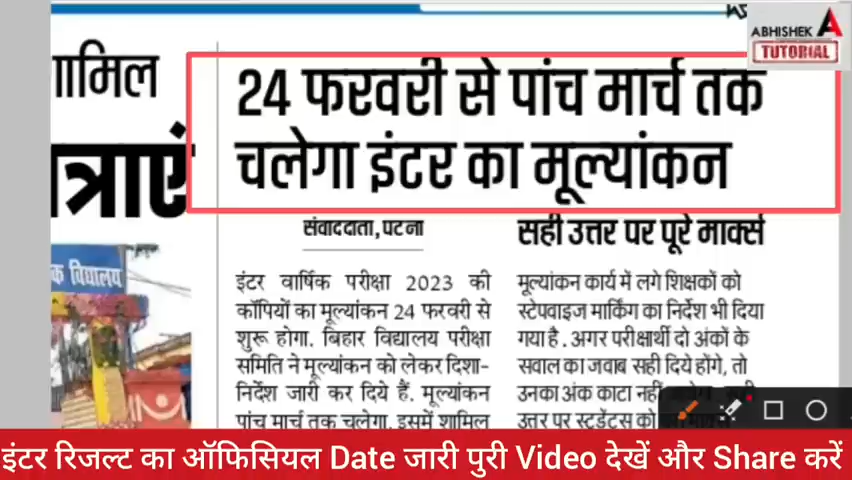 ABHISHEK A
TUTORIAL
शामिल
त्राएं
24 फरवरी से पांच मार्च तक
चलेगा इंटर का मूल्यांकन
संवाददाता, पटना
सही उत्तर पर पूरे मार्क्स
क विद्यालय
इंटर वार्षिक परीक्षा 2023 की
कॉपियों का मूल्यांकन 24 फरवरी से
शुरू होगा. बिहार विद्यालय परीक्षा
समिति ने मूल्यांकन को लेकर दिशा-
निर्देश जारी कर दिये हैं. मूल्यांकन
पांच मार्च तक चलेगा. इसमें शामिल
मूल्यांकन कार्य में लगे शिक्षकों को
स्टेपवाइज मार्किंग का निर्देश भी दिया
गया है. अगर परीक्षार्थी दो अंकों के
सवाल का जवाब सही दिये होंगे, तो
उनका अंक काटा नहीं
उत्तर पर स्टूडेंट्स को
इंटर रिजल्ट का ऑफिसियल Date जारी पुरी Video देखें और Share करें